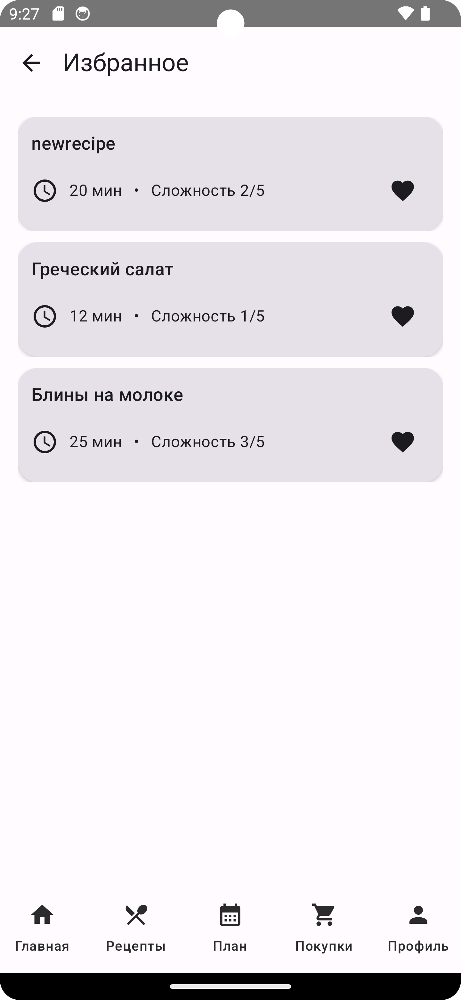 9:27
Избранное
newrecipe
20 мин • Сложность 2/5
Греческий салат
12 мин • Сложность 1/5
Блины на молоке
25 мин • Сложность 3/5
Главная Рецепты План Покупки Профиль